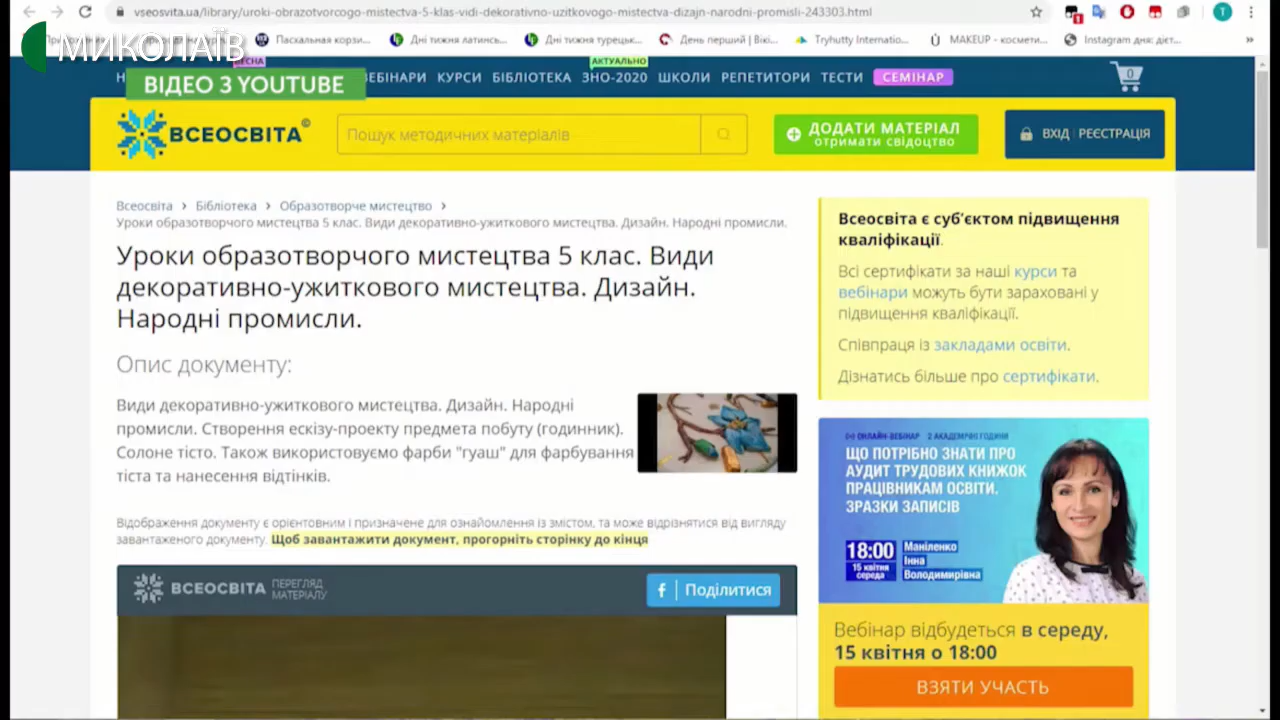 vseosvita.ua/library/uroki-obrazotvorcogo-mistectva-5-klas-vidi-dekorativno-uzitkovogo-mistectva-dizajn-narodni-promisli-243303.html
T
МИКОЛАЇВ
Пасхальная корзи...
Дні тижня латинсь...
Дні тижня турецьк...
День перший | Вікі...
Tryhutty Internatio...
MAKEUP - космети...
Instagram дня: дієт...
»
АКТУАЛЬНО
КУРСИ БІБЛІОТЕКА ЗНО-2020 ШКОЛИ РЕПЕТИТОРИ ТЕСТИ СЕМІНАР
0
ВІДЕО З YOUTUBE
ВСЕОСВІТА ©
Пошук методичних матеріалів
ДОДАТИ МАТЕРІАЛ
отримати свідоцтво
ВХІД | РЕЄСТРАЦІЯ
Всеосвіта > Бібліотека > Образотворче мистецтво >
Уроки образотворчого мистецтва 5 клас. Види декоративно-ужиткового мистецтва. Дизайн. Народні промисли.
Уроки образотворчого мистецтва 5 клас. Види
декоративно-ужиткового мистецтва. Дизайн.
Народні промисли.
Опис документу:
Види декоративно-ужиткового мистецтва. Дизайн. Народні
промисли. Створення ескізу-проекту предмета побуту (годинник).
Солоне тісто. Також використовуємо фарби "гуаш" для фарбування
тіста та нанесення відтінків.
Відображення документу є орієнтовним і призначене для ознайомлення із змістом, та може відрізнятися від вигляду
завантаженого документу. Щоб завантажити документ, прогорніть сторінку до кінця
ВСЕОСВІТА ПЕРЕГЛЯД
МАТЕРІАЛУ
f Поділитися
Всеосвіта є суб'єктом підвищення
кваліфікації.
Всі сертифікати за наші курси та
вебінари можуть бути зараховані у
підвищення кваліфікації.
Співпраця із закладами освіти.
Дізнатись більше про сертифікати.
ОНЛАЙН-ВЕБІНАР 2 АКАДЕМІЧНІ ГОДИНИ
ЩО ПОТРІБНО ЗНАТИ ПРО
АУДИТ ТРУДОВИХ КНИЖОК
ПРАЦІВНИКАМ ОСВІТИ.
ЗРАЗКИ ЗАПИСІВ
18:00
15 квітня
середа
Маніленко
Інна
Володимирівна
Вебінар відбудеться в середу,
15 квітня о 18:00
ВЗЯТИ УЧАСТЬ